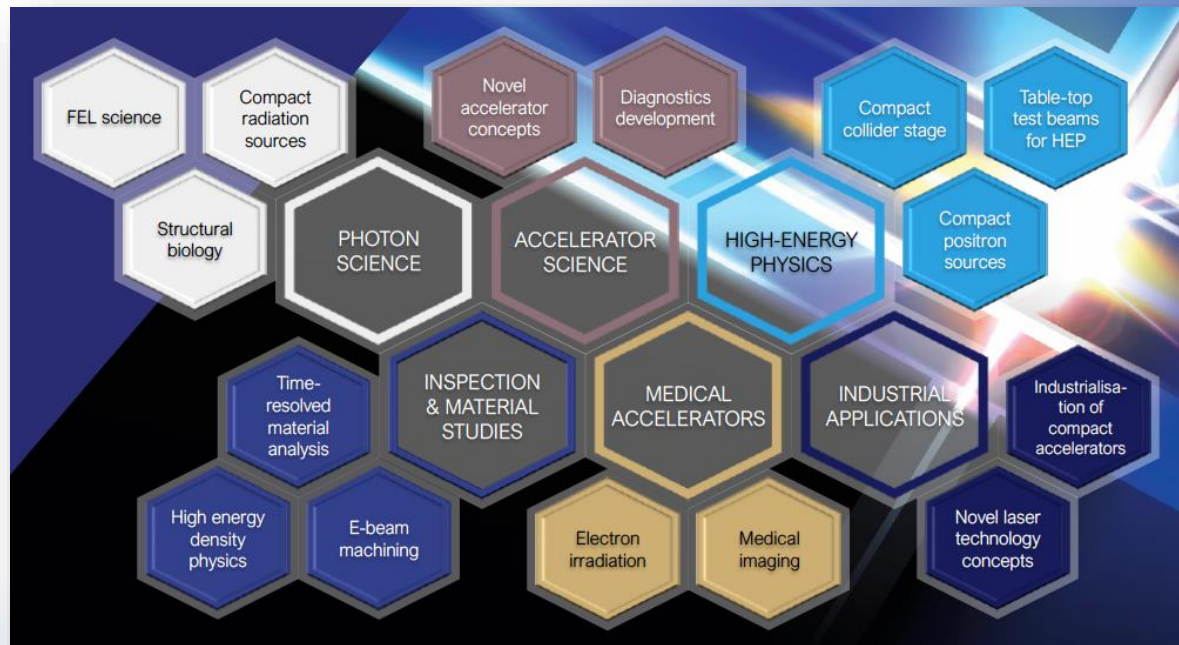 FEL science
Compact
radiation
sources
Structural
biology
PHOTON
SCIENCE
Novel
accelerator
concepts
Diagnostics
development
ACCELERATOR
SCIENCE
Compact
collider stage
Table-top
test beams
for HEP
HIGH-ENERGY
PHYSICS
Compact
positron
sources
Time-
resolved
material
analysis
INSPECTION
& MATERIAL
STUDIES
High energy
density
physics
E-beam
machining
MEDICAL
ACCELERATORS
Electron
irradiation
Medical
imaging
INDUSTRIAL
APPLICATIONS
Industrialisa-
tion of
compact
accelerators
Novel laser
technology
concepts